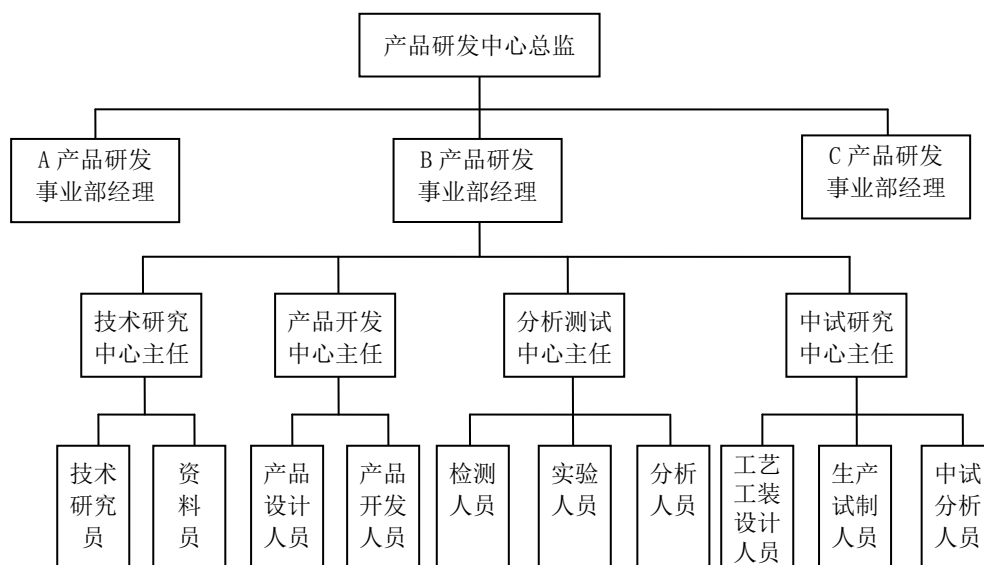 产品研发中心总监
A 产品研发
事业部经理
B 产品研发
事业部经理
C 产品研发
事业部经理
技术研究
中心主任
产品开发
中心主任
分析测试
中心主任
中试研究
中心主任
技术
研究
员
资
料
员
产品
设计
人员
产品
开发
人员
检测
人员
实验
人员
分析
人员
工艺
工装
设计
人员
生产
试制
人员
中试
分析
人员